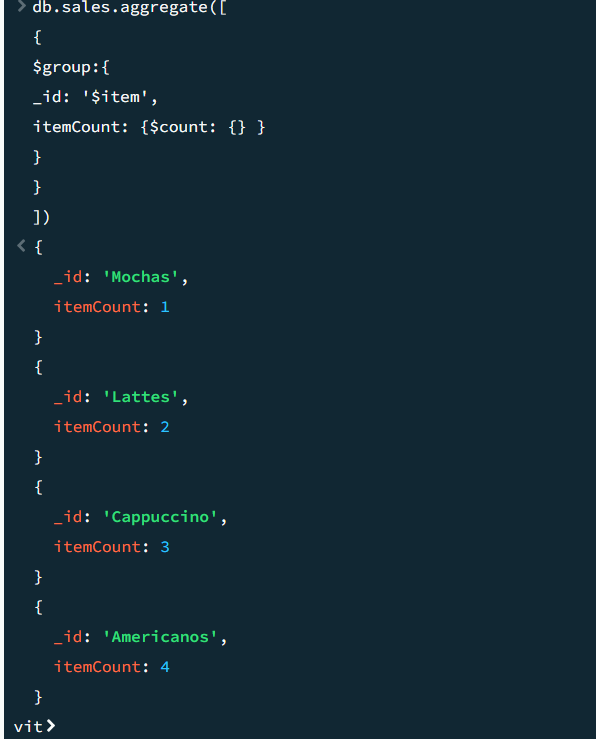 > db.sales.aggregate([
{
$group:{
_id: '$item',
itemCount: {$count: {} }
}
}
])
< {
_id: 'Mochas',
itemCount: 1
}
{
_id: 'Lattes',
itemCount: 2
}
{
_id: 'Cappuccino',
itemCount: 3
}
{
_id: 'Americanos',
itemCount: 4
}
vit>